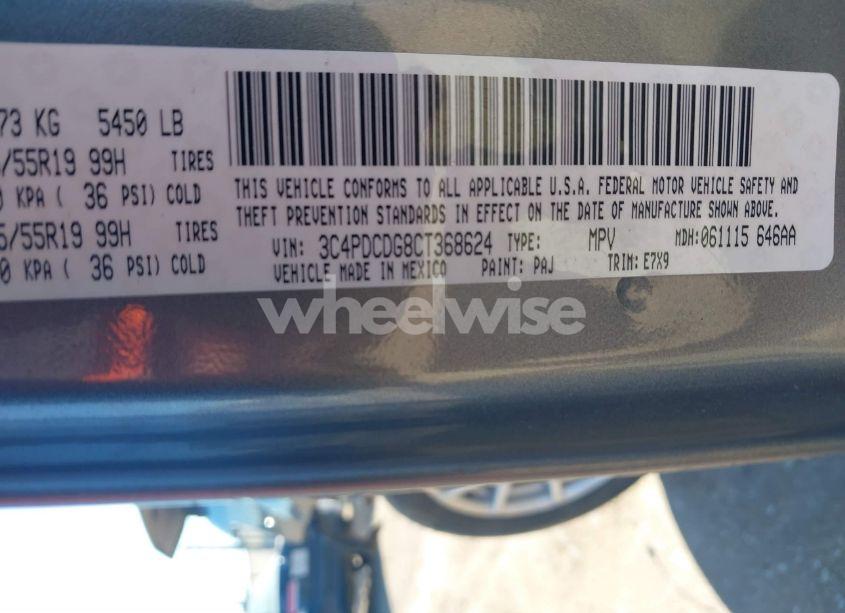 73 KG 5450 LB
/55R19 99H TIRES
0 KPA ( 36 PSI) COLD
5/55R19 99H TIRES
0 KPA ( 36 PSI) COLD
THIS VEHICLE CONFORMS TO ALL APPLICABLE U.S.A. FEDERAL MOTOR VEHICLE SAFETY AND
THEFT PREVENTION STANDARDS IN EFFECT ON THE DATE OF MANUFACTURE SHOWN ABOVE.
VIN: 3C4PDCDG8CT368624 TYPE: MPV MDH: 061115 646AA
VEHICLE MADE IN MEXICO PAINT: PAJ TRIM: E7X9
wheelwise